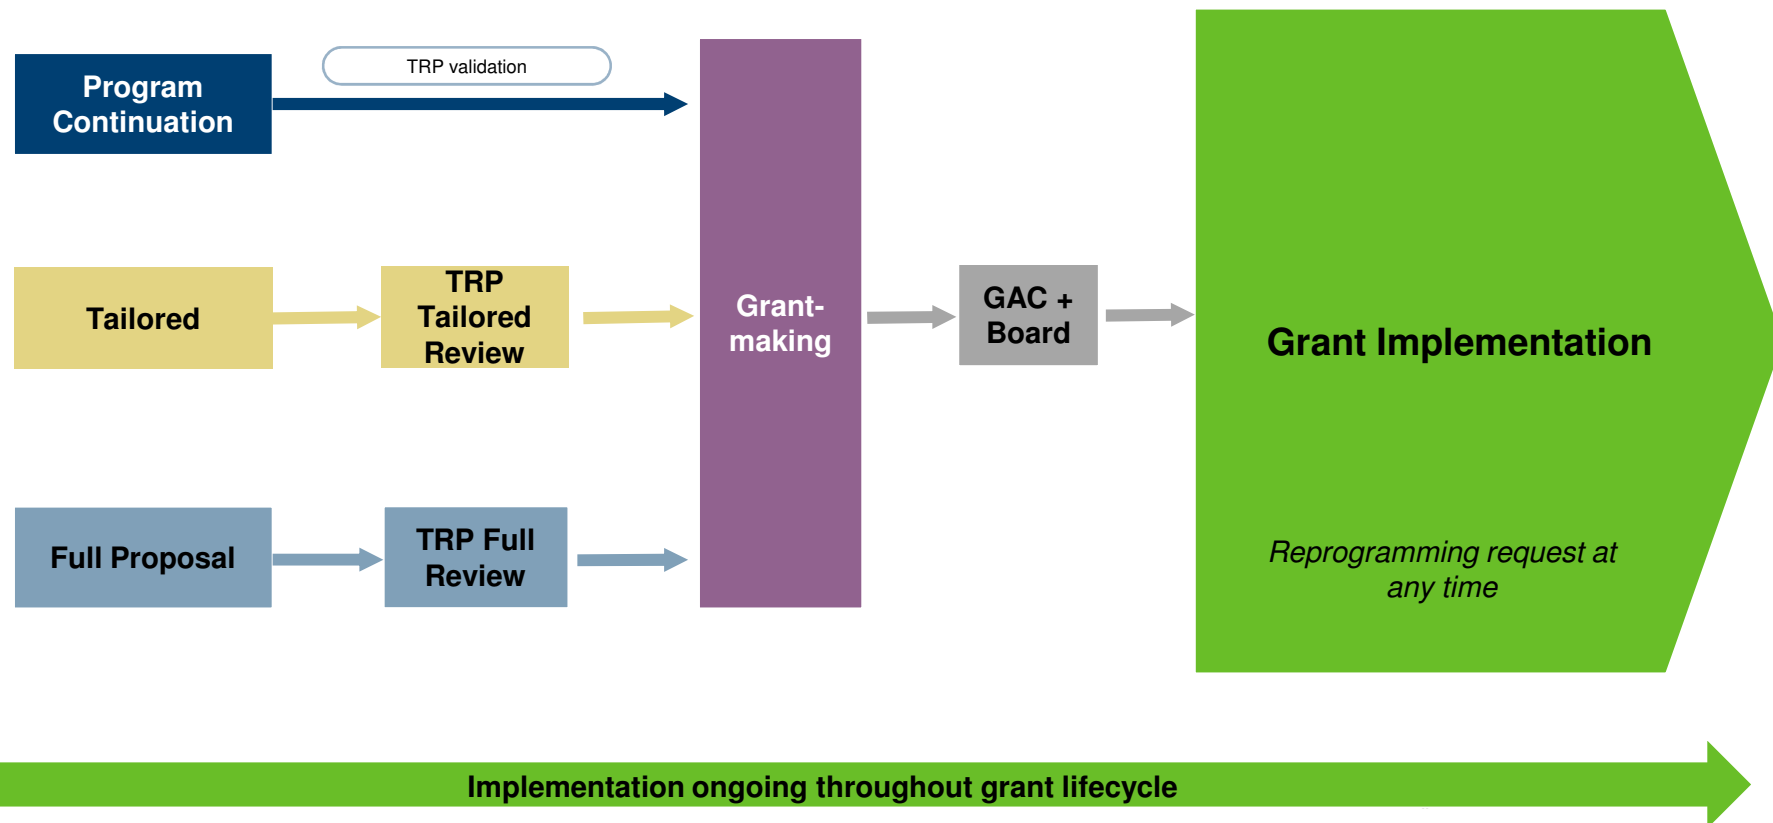 Program
Continuation
TRP validation
Tailored
TRP
Tailored
Review
Full Proposal
TRP Full
Review
Grant-
making
GAC +
Board
Grant Implementation
Reprogramming request at
any time
Implementation ongoing throughout grant lifecycle